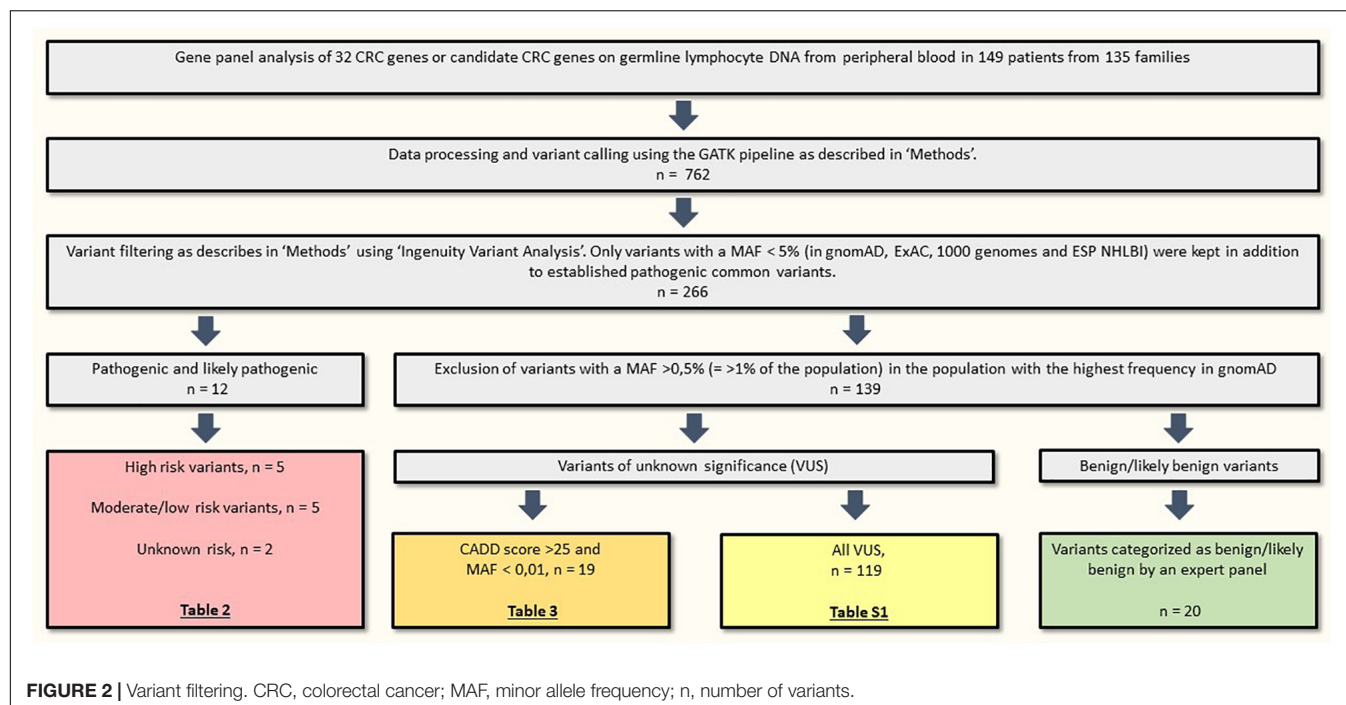 Gene panel analysis of 32 CRC genes or candidate CRC genes on germline lymphocyte DNA from peripheral blood in 149 patients from 135 families
Data processing and variant calling using the GATK pipeline as described in ‘Methods’.
n = 762
Variant filtering as describes in ‘Methods’ using ‘Ingenuity Variant Analysis’. Only variants with a MAF < 5% (in gnomAD, ExAC, 1000 genomes and ESP NHLBI) were kept in addition
to established pathogenic common variants.
n = 266
Pathogenic and likely pathogenic
n = 12
Exclusion of variants with a MAF >0,5% (= >1% of the population) in the population with the highest frequency in gnomAD
n = 139
High risk variants, n = 5
Moderate/low risk variants, n = 5
Unknown risk, n = 2
Table 2
Variants of unknown significance (VUS)
Benign/likely benign variants
CADD score >25 and
MAF < 0,01, n = 19
Table 3
All VUS,
n = 119
Table S1
Variants categorized as benign/likely
benign by an expert panel
n = 20
FIGURE 2 | Variant filtering. CRC, colorectal cancer; MAF, minor allele frequency; n, number of variants.